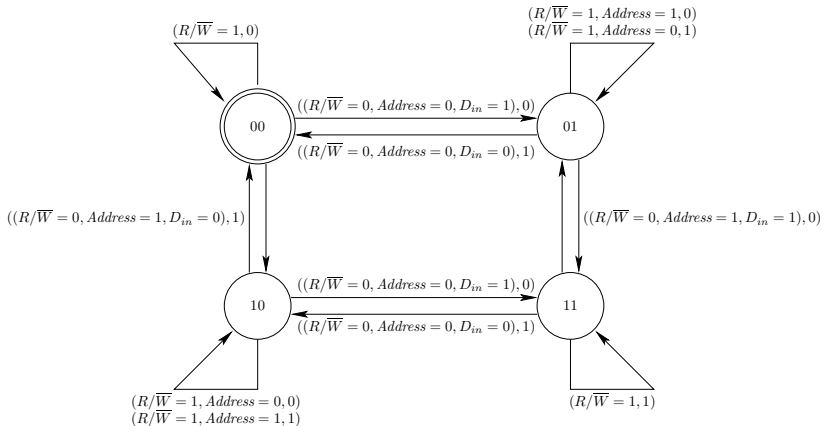 (R/W̅ = 1, 0)
(R/W̅ = 1, Address = 1, 0)
(R/W̅ = 1, Address = 0, 1)
((R/W̅ = 0, Address = 0, D_in = 1), 0)
00
01
((R/W̅ = 0, Address = 0, D_in = 0), 1)
((R/W̅ = 0, Address = 1, D_in = 0), 1)
((R/W̅ = 0, Address = 1, D_in = 1), 0)
((R/W̅ = 0, Address = 0, D_in = 1), 0)
10
11
((R/W̅ = 0, Address = 0, D_in = 0), 1)
(R/W̅ = 1, Address = 0, 0)
(R/W̅ = 1, Address = 1, 1)
(R/W̅ = 1, 1)